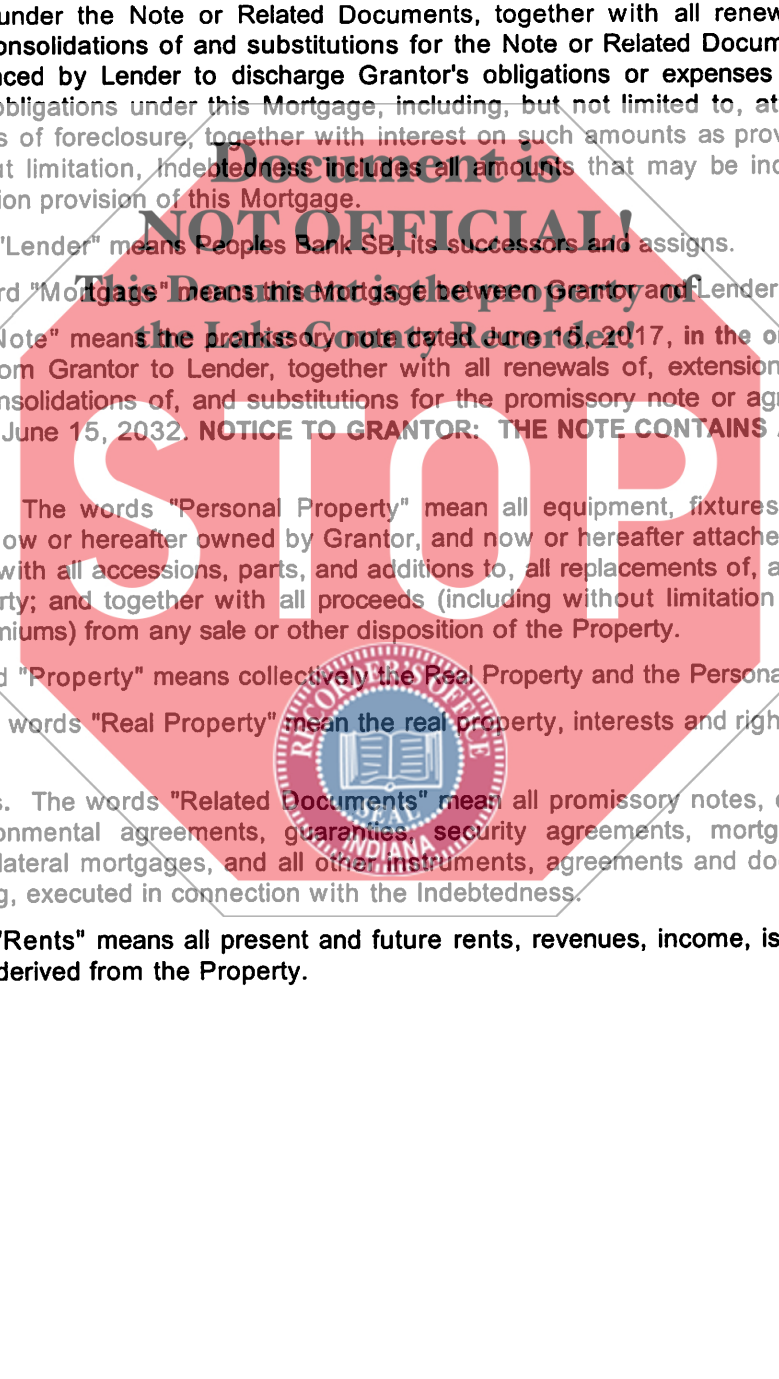 under the Note or Related Documents, together with all renew
onsolidations of and substitutions for the Note or Related Docum
nced by Lender to discharge Grantor's obligations or expenses
obligations under this Mortgage, including, but not limited to, at
s of foreclosure, together with interest on such amounts as prov
ut limitation, Indebtedness includes all amounts that may be ind
ion provision of this Mortgage.
Document is
NOT OFFICIAL!
"Lender" means Peoples Bank SB, its successors and assigns.
This Document is the property of
rd "Mortgage" means this Mortgage between Grantor and Lender
the Lake County Recorder!
Note" means the promissory note dated June 15, 2017, in the o
om Grantor to Lender, together with all renewals of, extension
nsolidations of, and substitutions for the promissory note or agr
June 15, 2032. NOTICE TO GRANTOR: THE NOTE CONTAINS
STOP
The words "Personal Property" mean all equipment, fixtures
ow or hereafter owned by Grantor, and now or hereafter attache
with all accessions, parts, and additions to, all replacements of, a
rty; and together with all proceeds (including without limitation
niums) from any sale or other disposition of the Property.
d "Property" means collectively the Real Property and the Persona
words "Real Property" mean the real property, interests and righ
RECORDER'S OFFICE
SEAL
INDIANA
s. The words "Related Documents" mean all promissory notes,
onmental agreements, guaranties, security agreements, mortg
lateral mortgages, and all other instruments, agreements and do
g, executed in connection with the Indebtedness.
"Rents" means all present and future rents, revenues, income, is
derived from the Property.